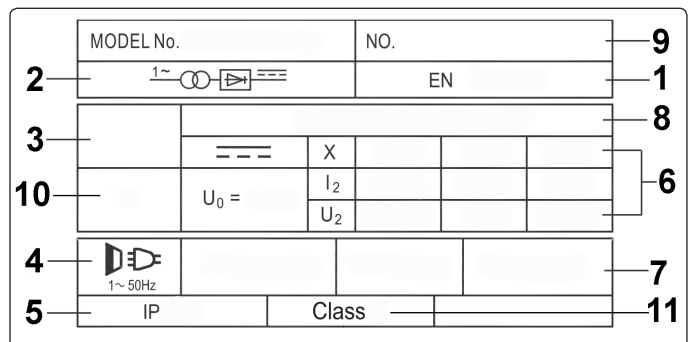 MODEL No. NO. 9
2 1~ EN 1
3 8
X
10 U₀ = I₂ 6
U₂
4 1~ 50Hz 7
5 IP Class 11